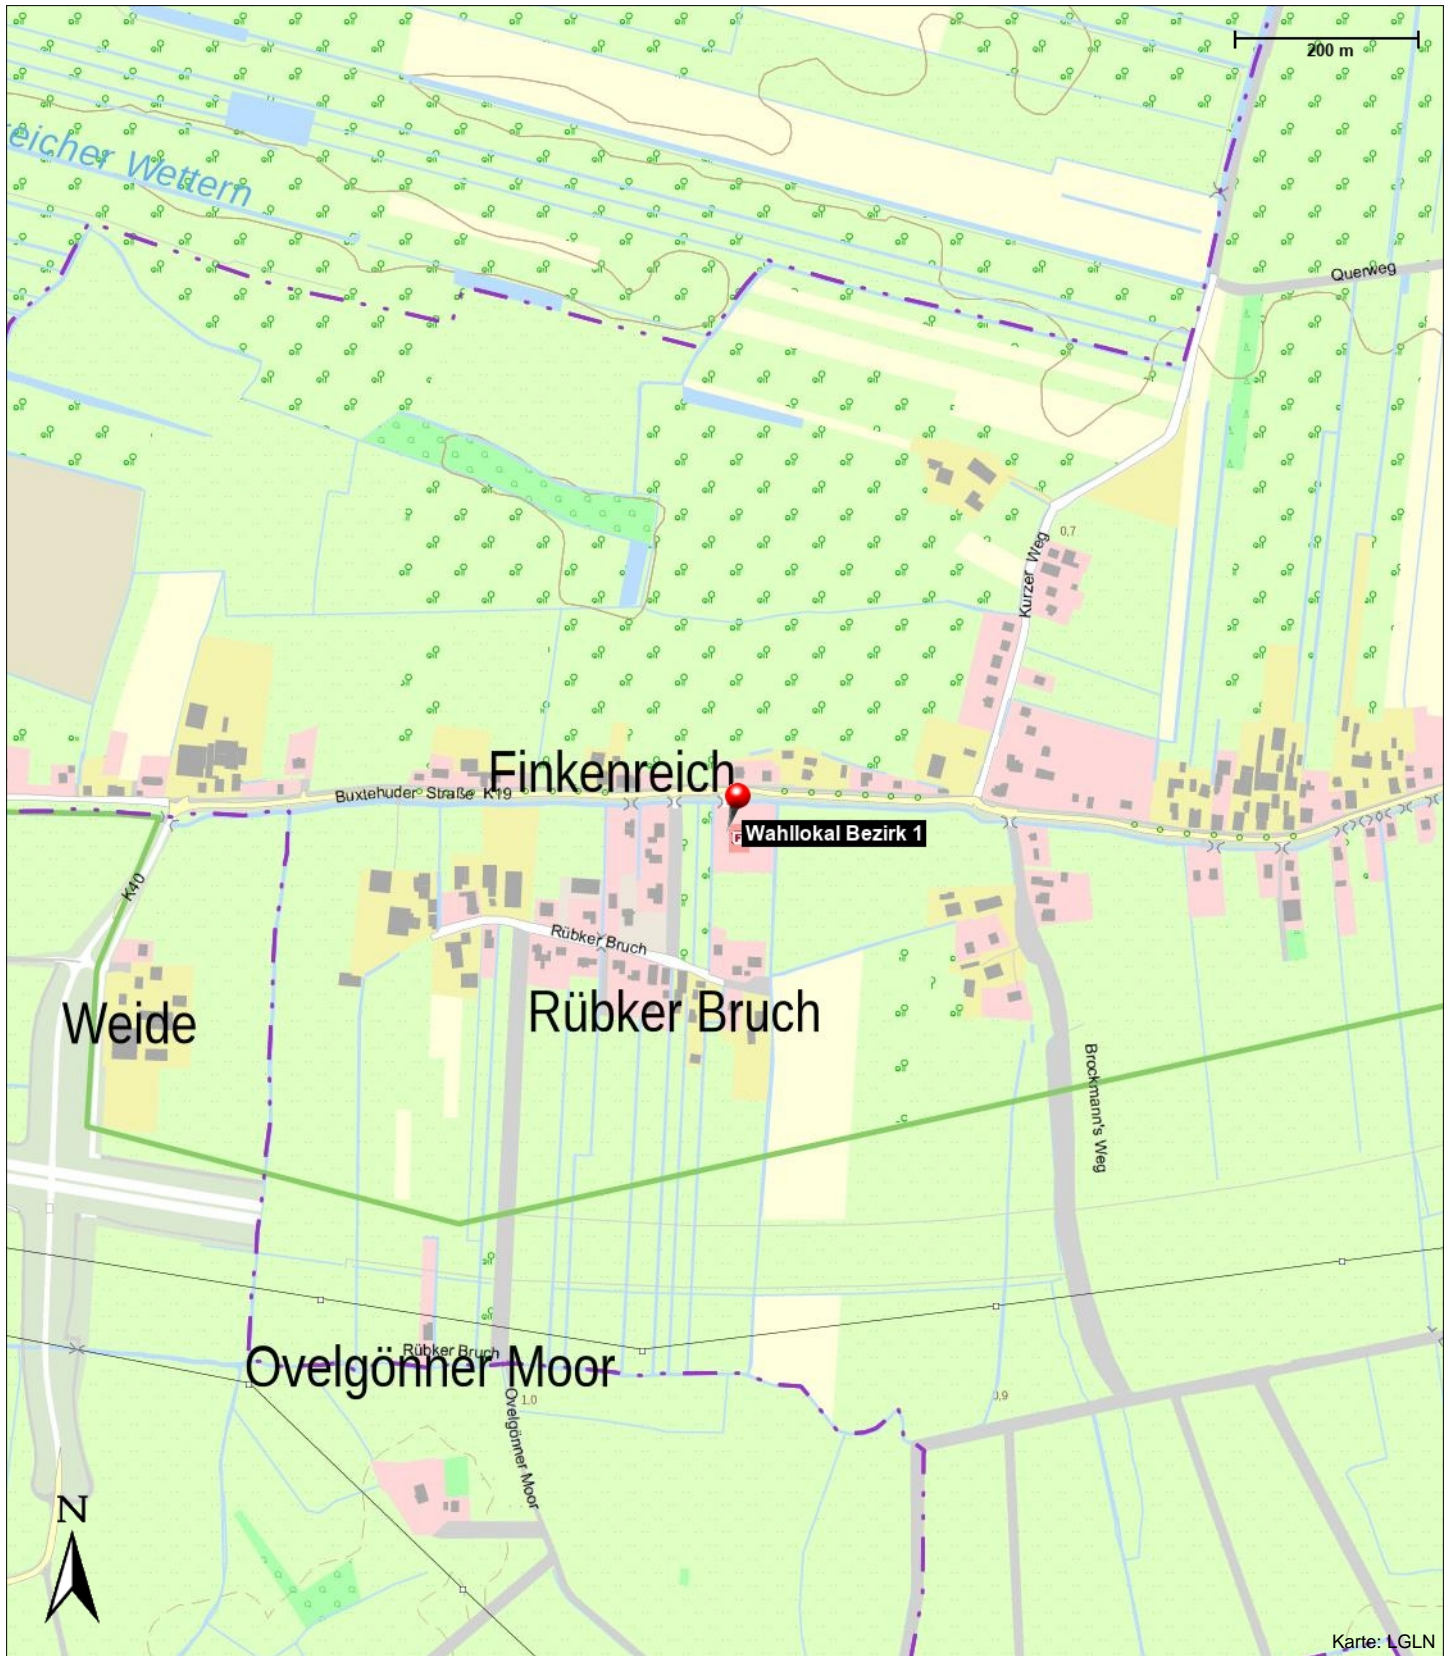 200 m
eicher Wettern
Querweg
0,7
Kurzer Weg
Finkenreich
Buxtehuder Straße K19
Wahllokal Bezirk 1
K40
Rübker Bruch
Weide
Rübker Bruch
Brockmann's Weg
Rübker Bruch
Ovelgönner Moor
1,0
0,9
Ovelgönner Moor
N
Karte: LGLN